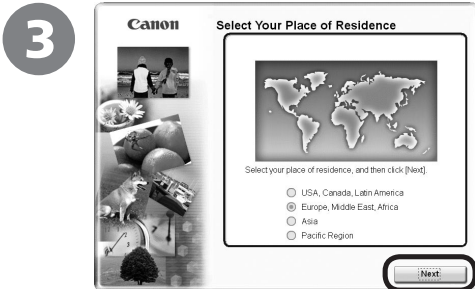 3
Canon
Select Your Place of Residence
Select your place of residence, and then click [Next].
USA, Canada, Latin America
Europe, Middle East, Africa
Asia
Pacific Region
Next